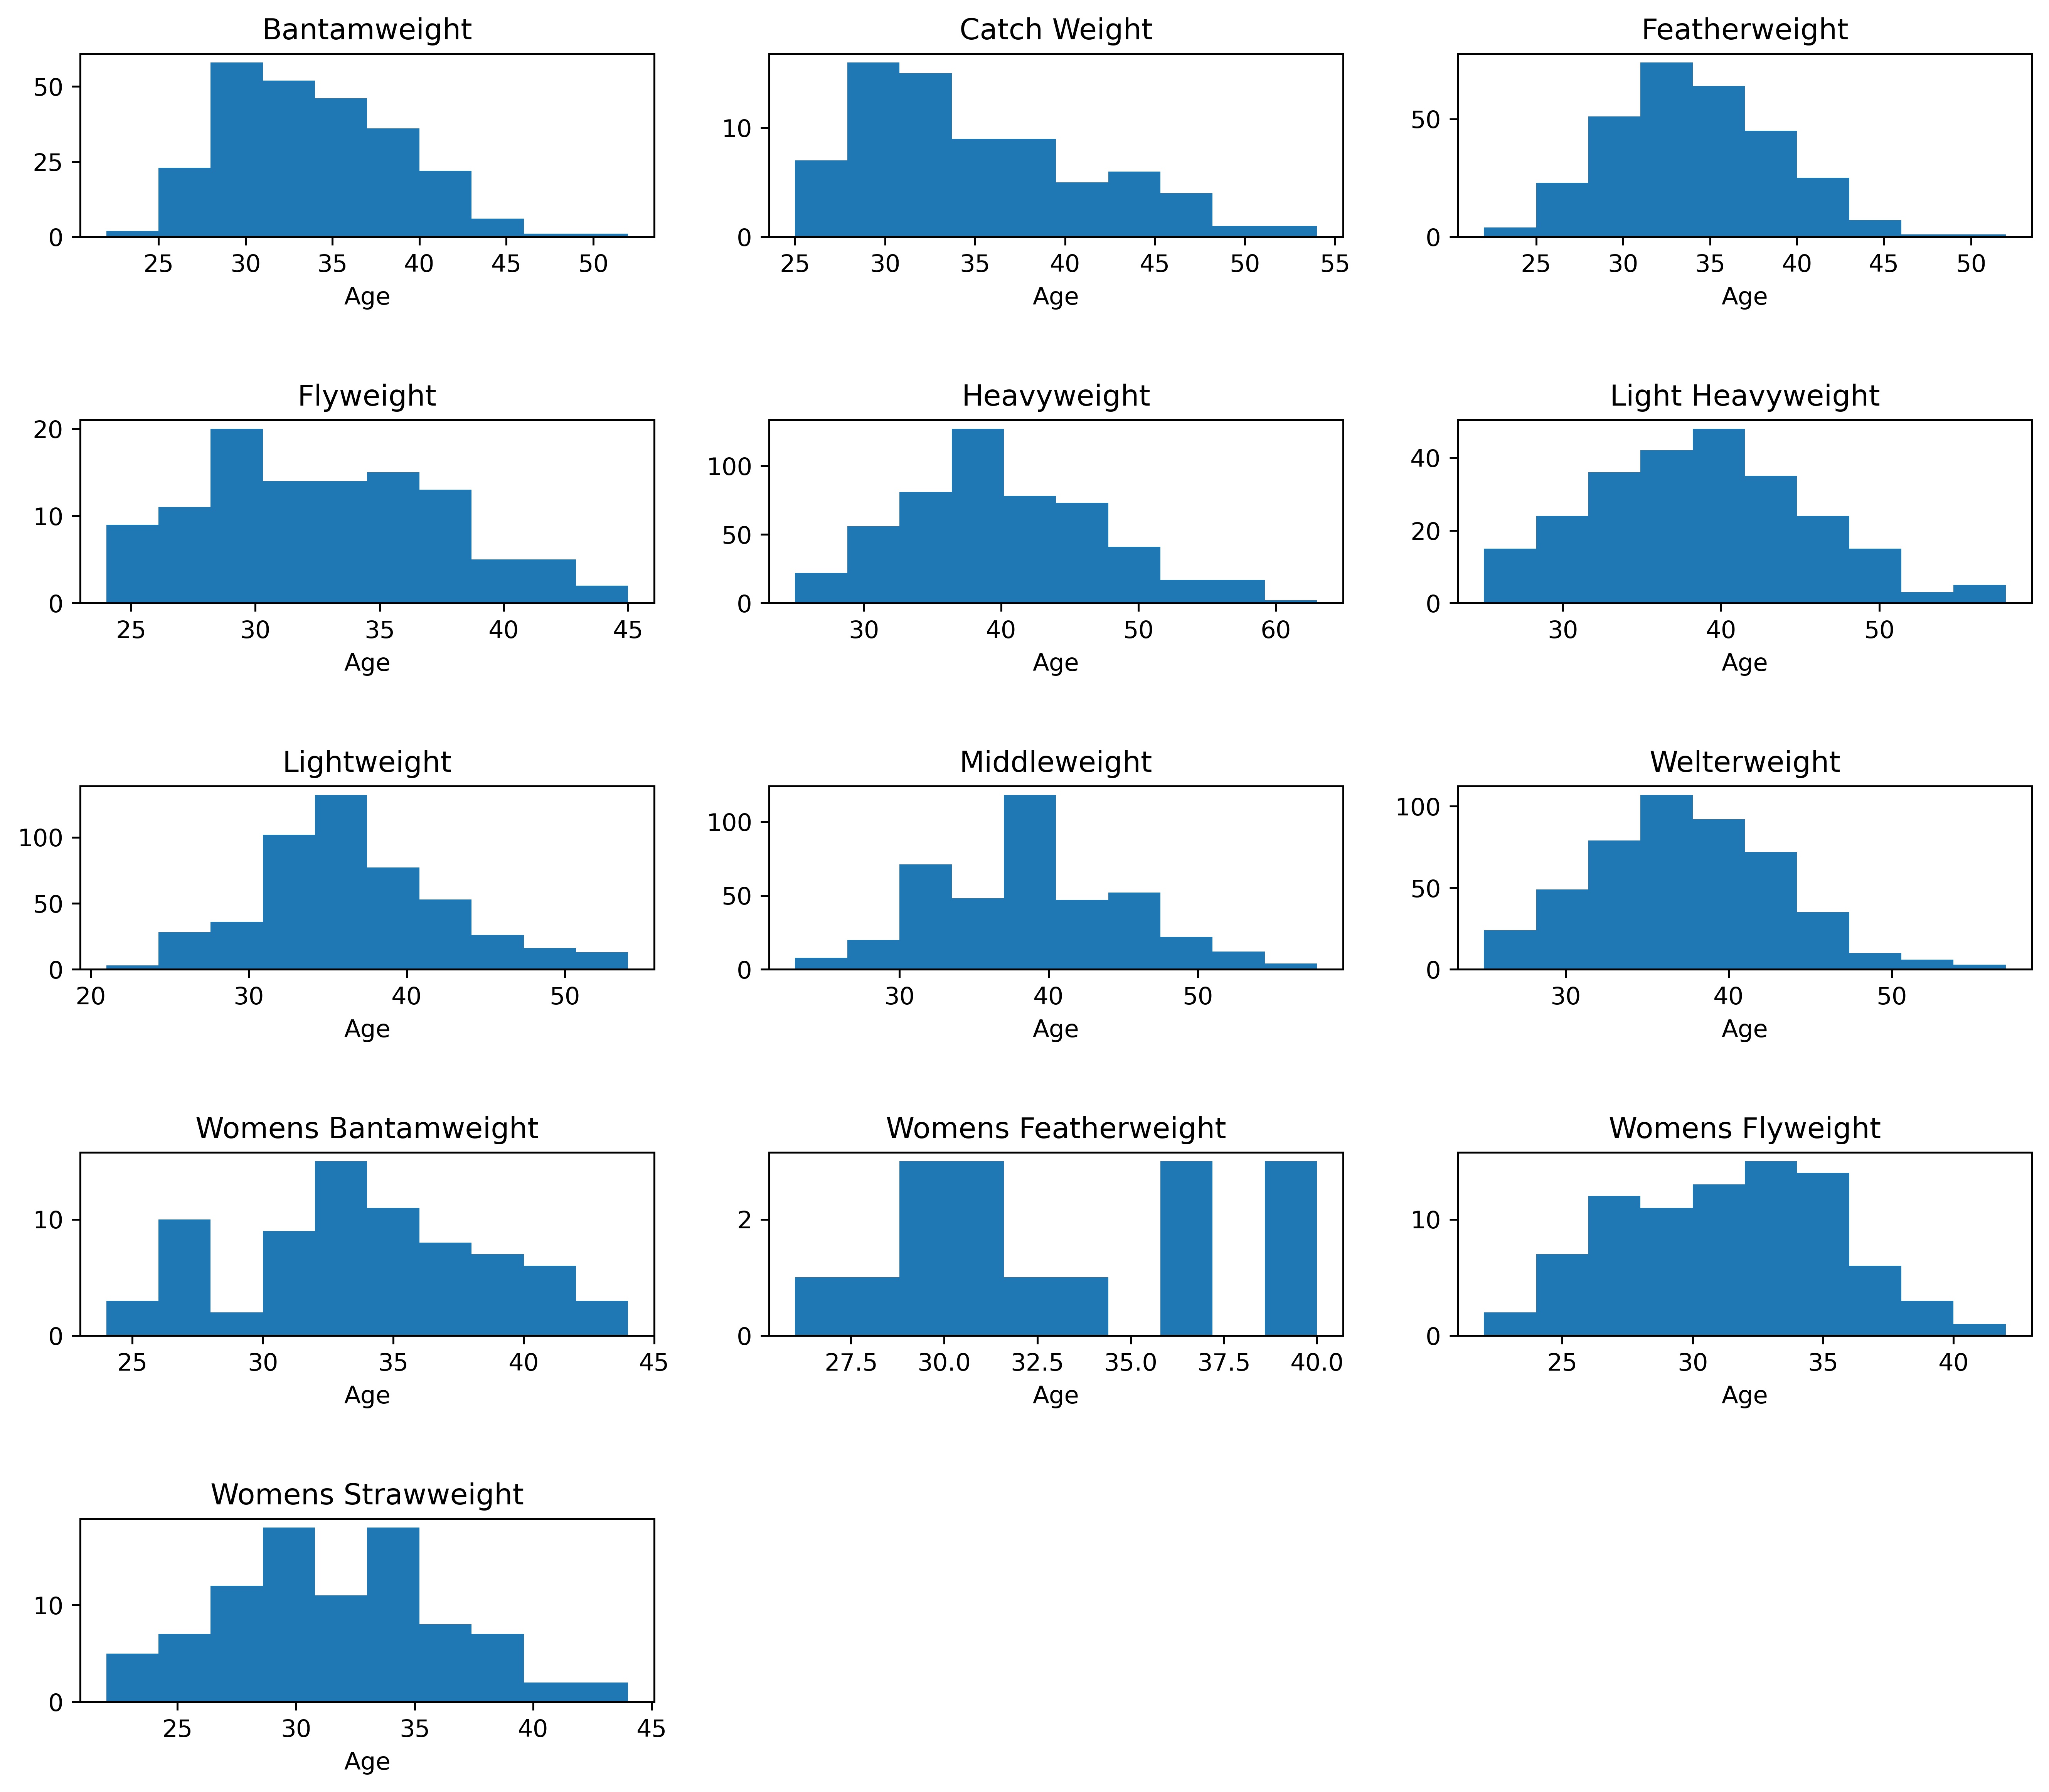 Bantamweight
50
25
0
25 30 35 40 45 50
Age
Catch Weight
10
0
25 30 35 40 45 50 55
Age
Featherweight
50
0
25 30 35 40 45 50
Age
Flyweight
20
10
0
25 30 35 40 45
Age
Heavyweight
100
50
0
30 40 50 60
Age
Light Heavyweight
40
20
0
30 40 50
Age
Lightweight
100
50
0
20 30 40 50
Age
Middleweight
100
50
0
30 40 50
Age
Welterweight
100
50
0
30 40 50
Age
Womens Bantamweight
10
0
25 30 35 40 45
Age
Womens Featherweight
2
0
27.5 30.0 32.5 35.0 37.5 40.0
Age
Womens Flyweight
10
0
25 30 35 40
Age
Womens Strawweight
10
0
25 30 35 40 45
Age